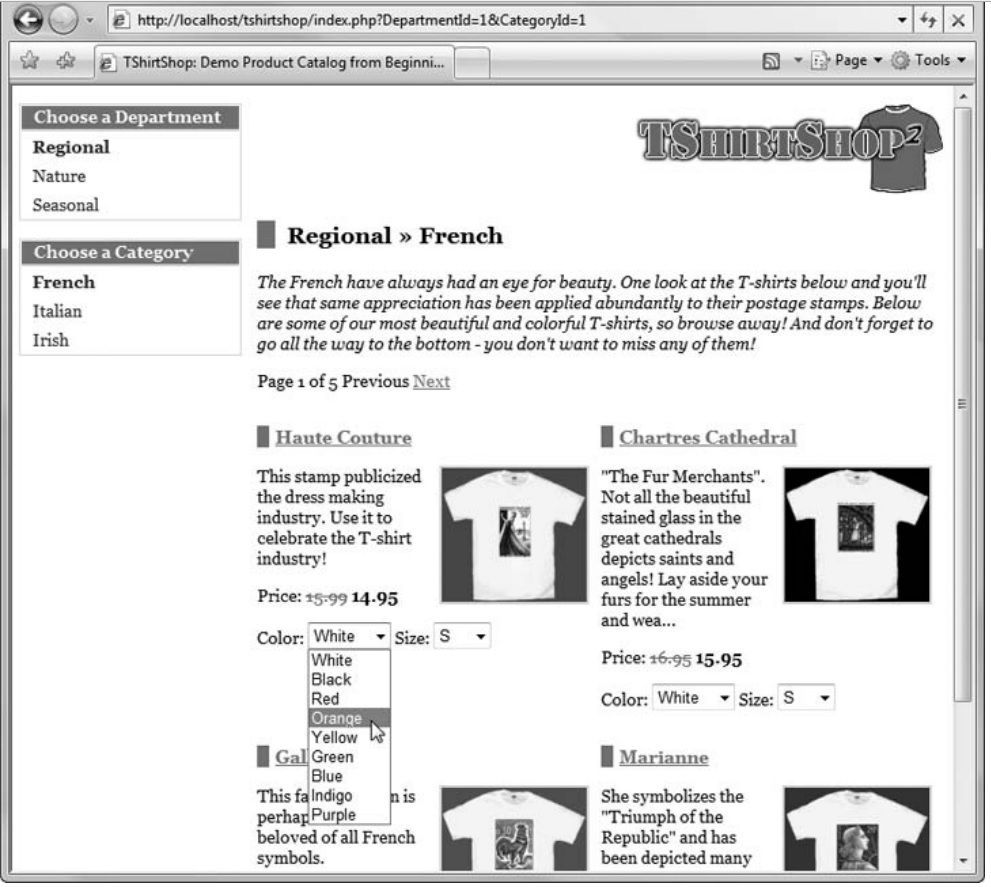 http://localhost/tshirtshop/index.php?DepartmentId=1&CategoryId=1
TShirtShop: Demo Product Catalog from Beginni...
Page
Tools
Choose a Department
Regional
Nature
Seasonal
Choose a Category
French
Italian
Irish
TShirtShop²
Regional » French
The French have always had an eye for beauty. One look at the T-shirts below and you'll
see that same appreciation has been applied abundantly to their postage stamps. Below
are some of our most beautiful and colorful T-shirts, so browse away! And don't forget to
go all the way to the bottom - you don't want to miss any of them!
Page 1 of 5 Previous Next
Haute Couture
This stamp publicized
the dress making
industry. Use it to
celebrate the T-shirt
industry!
Price: 15.99 14.95
Color: White Size: S
White
Black
Red
Orange
Yellow
Green
Blue
Indigo
Purple
Chartres Cathedral
"The Fur Merchants".
Not all the beautiful
stained glass in the
great cathedrals
depicts saints and
angels! Lay aside your
furs for the summer
and wea...
Price: 16.95 15.95
Color: White Size: S
Gal
This fa n is
perhap
beloved of all French
symbols.
Marianne
She symbolizes the
"Triumph of the
Republic" and has
been depicted many